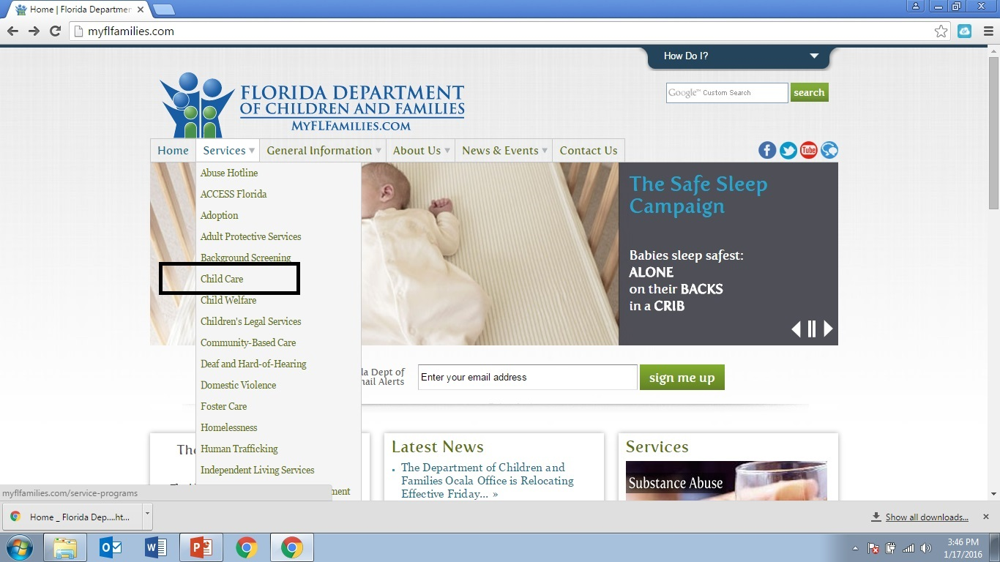 Home | Florida Departmen
myflfamilies.com
How Do I?
FLORIDA DEPARTMENT
OF CHILDREN AND FAMILIES
MYFLFAMILIES.COM
Google™ Custom Search
search
Home
Services
General Information
About Us
News & Events
Contact Us
You Tube
Abuse Hotline
ACCESS Florida
Adoption
Adult Protective Services
Background Screening
Child Care
Child Welfare
Children's Legal Services
Community-Based Care
Deaf and Hard-of-Hearing
Domestic Violence
Foster Care
Homelessness
Human Trafficking
Independent Living Services
The Safe Sleep
Campaign
Babies sleep safest:
ALONE
on their BACKS
in a CRIB
da Dept of
mail Alerts
Enter your email address
sign me up
The
ment
Latest News
The Department of Children and
Families Ocala Office is Relocating
Effective Friday... »
Services
Substance Abuse
myflfamilies.com/service-programs
Home _ Florida Dep....ht...
Show all downloads...
3:46 PM
1/17/2016